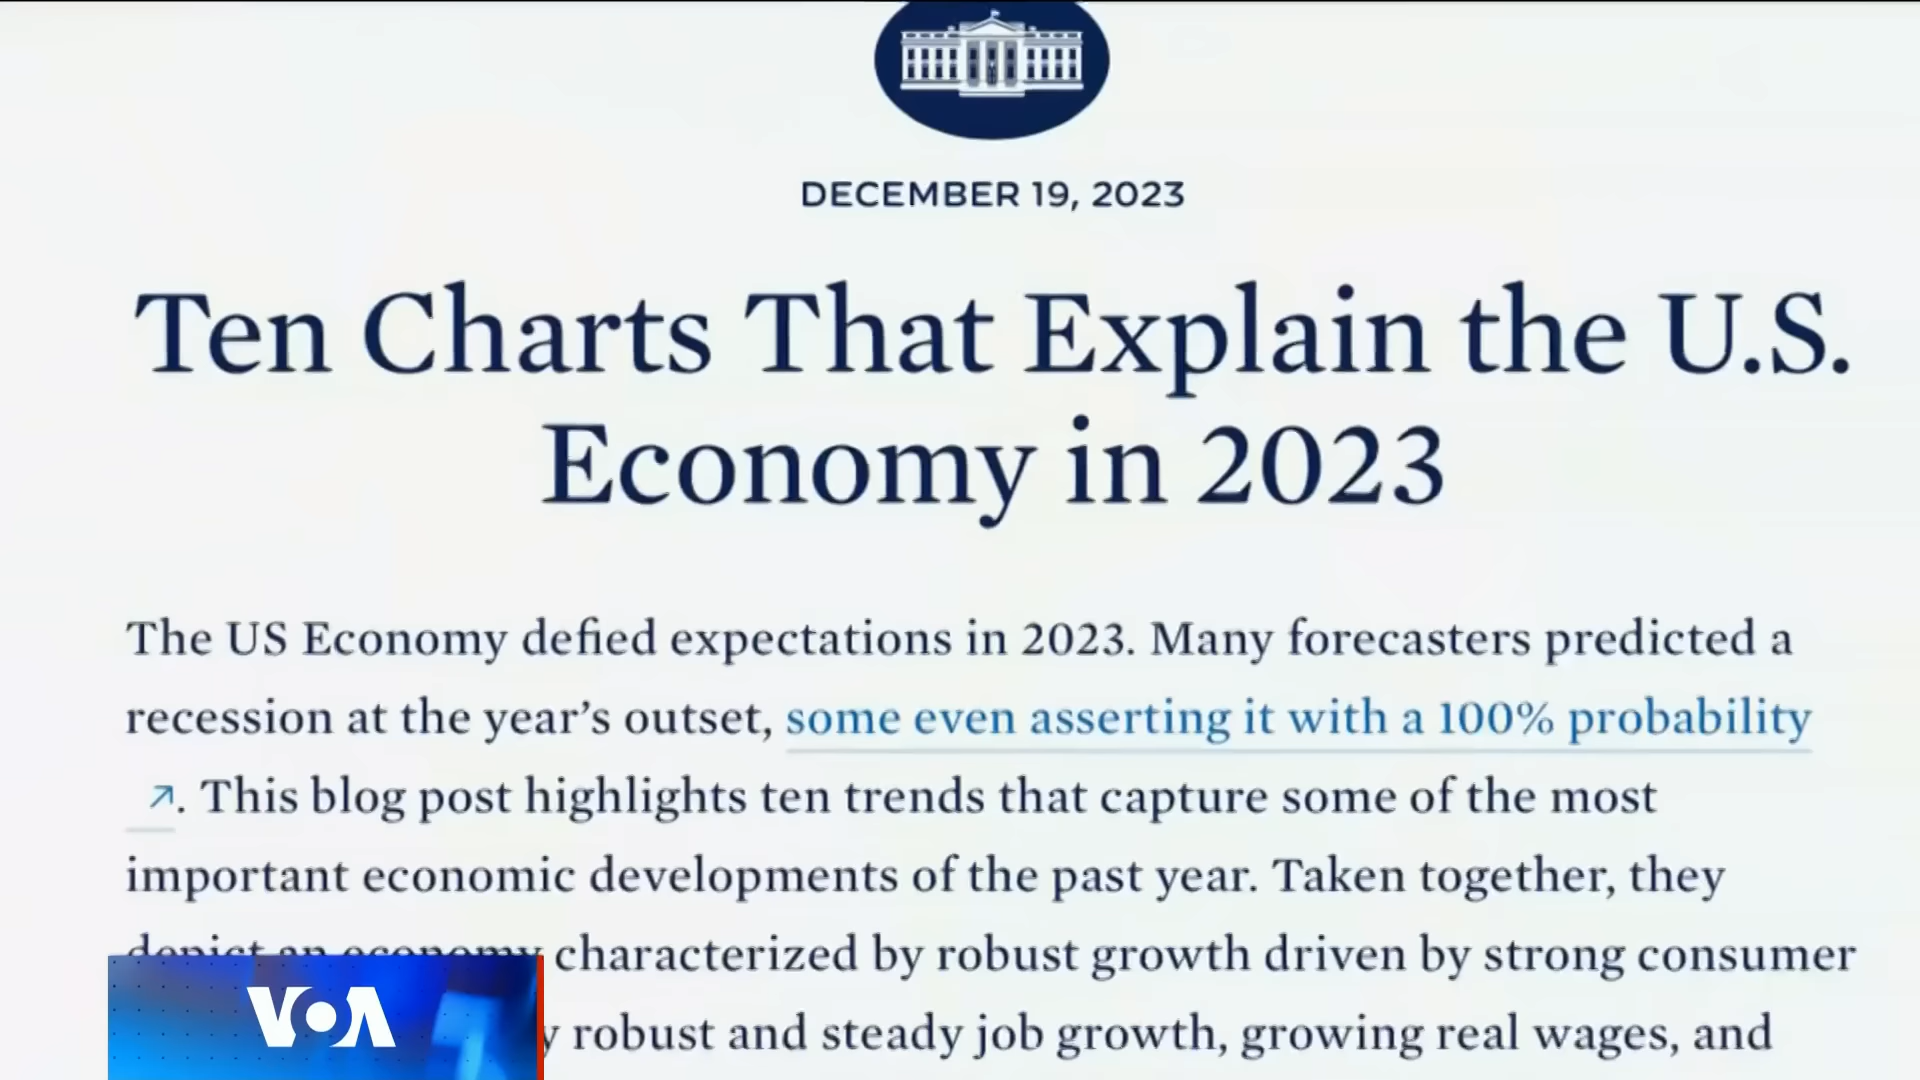 DECEMBER 19, 2023
Ten Charts That Explain the U.S.
Economy in 2023
The US Economy defied expectations in 2023. Many forecasters predicted a
recession at the year's outset, some even asserting it with a 100% probability
↗. This blog post highlights ten trends that capture some of the most
important economic developments of the past year. Taken together, they
depict an economy characterized by robust growth driven by strong consumer
robust and steady job growth, growing real wages, and
VOA